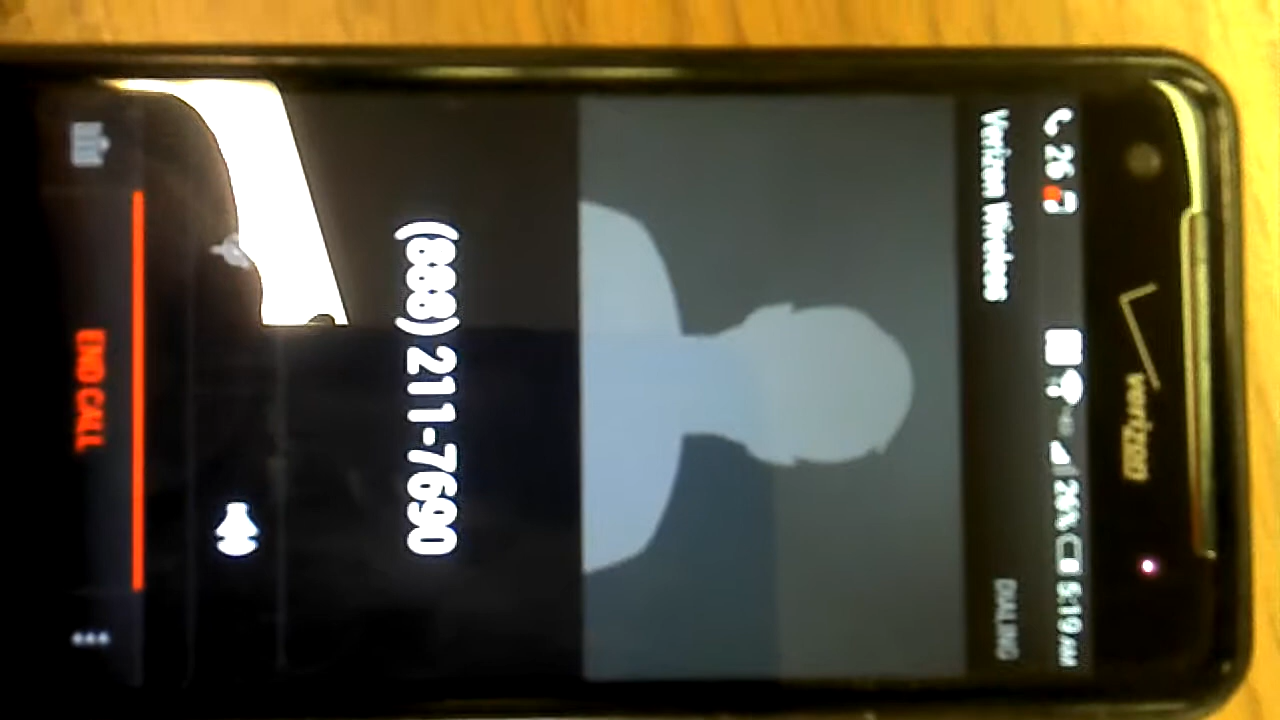 verizon
26 26% 5:19 AM
Verizon Wireless DIALING
(888) 211-7690
END CALL